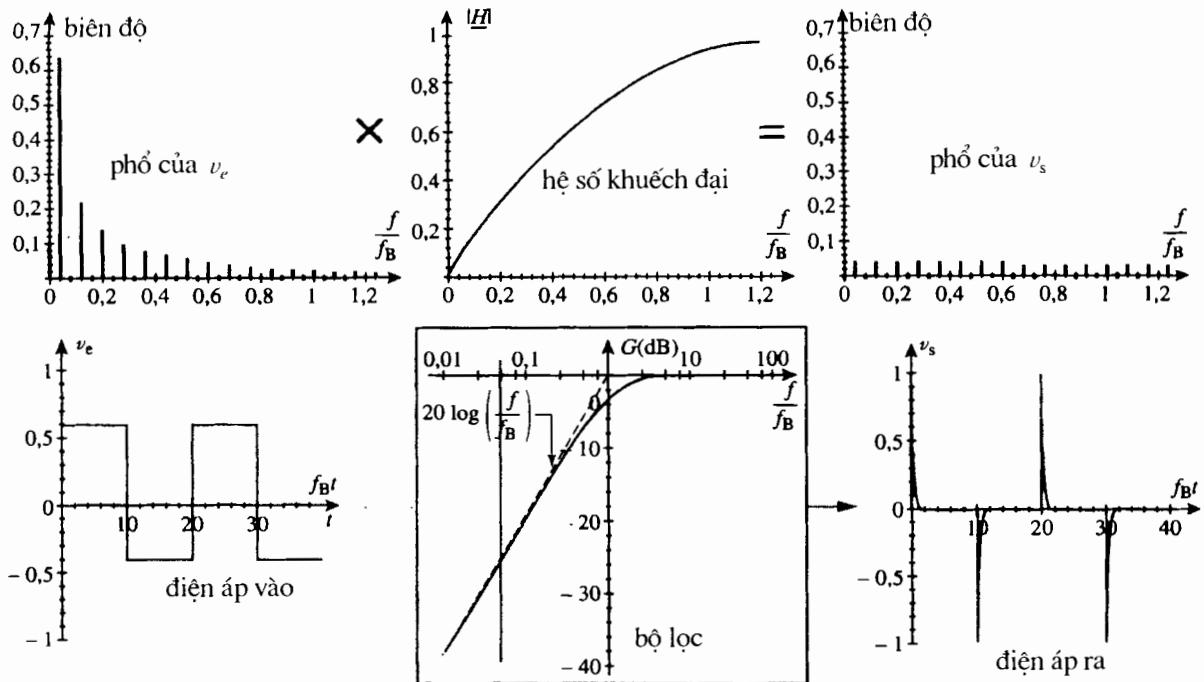 biên độ
0,7
0,6
0,5
0,4
0,3
0,2
0,1
0 0,2 0,4 0,6 0,8 1 1,2
phổ của vₑ
f
f_B
×
|H|
1
0,8
0,6
0,4
0,2
0 0,2 0,4 0,6 0,8 1 1,2
hệ số khuếch đại
f
f_B
=
biên độ
0,7
0,6
0,5
0,4
0,3
0,2
0,1
0 0,2 0,4 0,6 0,8 1 1,2
phổ của vₛ
f
f_B
vₑ
1
0,5
0
– 0,5
– 1
10 20 30
f_B t
t
điện áp vào
0,01 0,1 G(dB) 10 100
f
f_B
20 log(f/f_B)
0
10
– 20
– 30
– 40
bộ lọc
vₛ
1
0,5
0
– 0,5
– 1
10 20 30 40
f_B t
điện áp ra